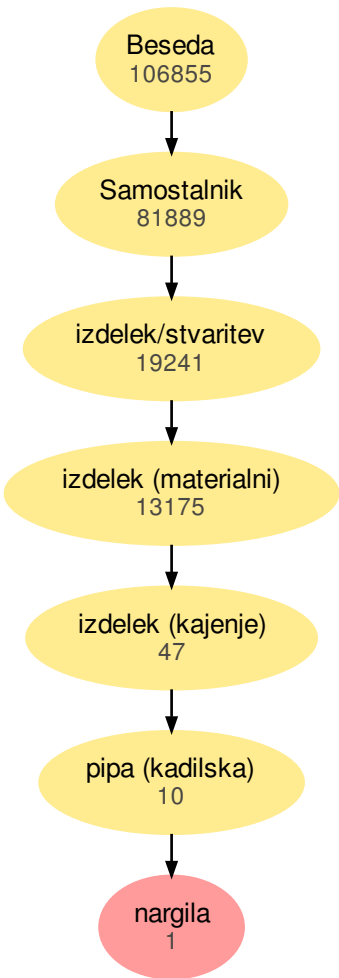 Beseda
106855
Samostalnik
81889
izdelek/stvaritev
19241
izdelek (materialni)
13175
izdelek (kajenje)
47
pipa (kadilska)
10
nargila
1